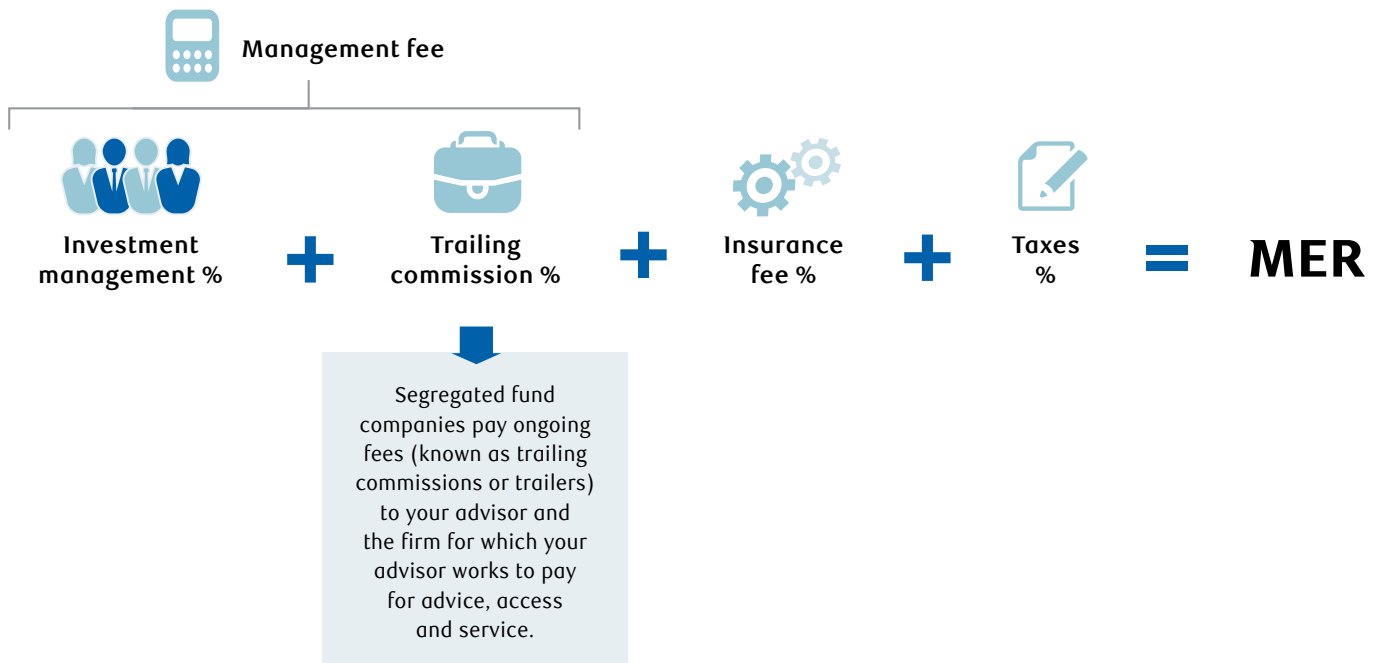 Management fee
Investment
management %
+
Trailing
commission %
+
Insurance
fee %
+
Taxes
%
=
MER
Segregated fund
companies pay ongoing
fees (known as trailing
commissions or trailers)
to your advisor and
the firm for which your
advisor works to pay
for advice, access
and service.